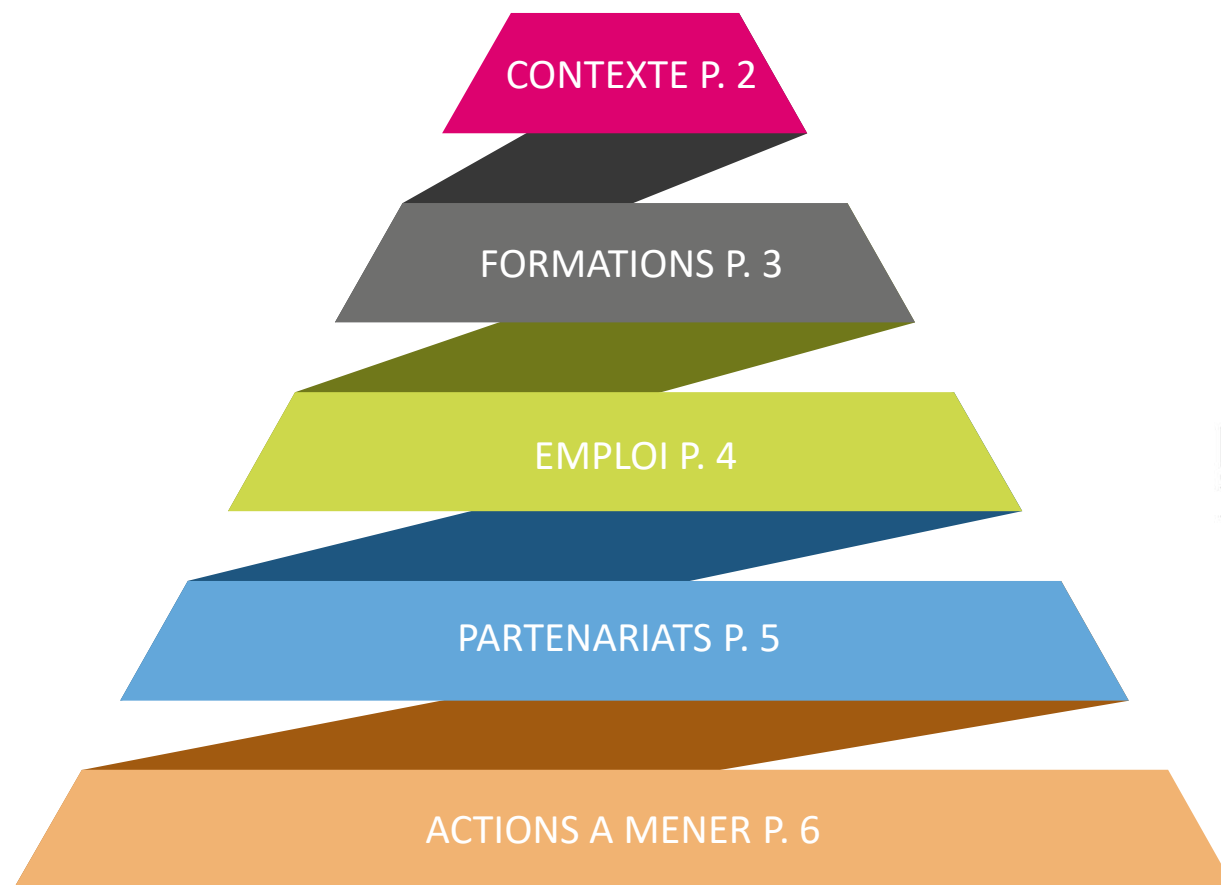 CONTEXTE P. 2
FORMATIONS P. 3
EMPLOI P. 4
PARTENARIATS P. 5
ACTIONS A MENER P. 6